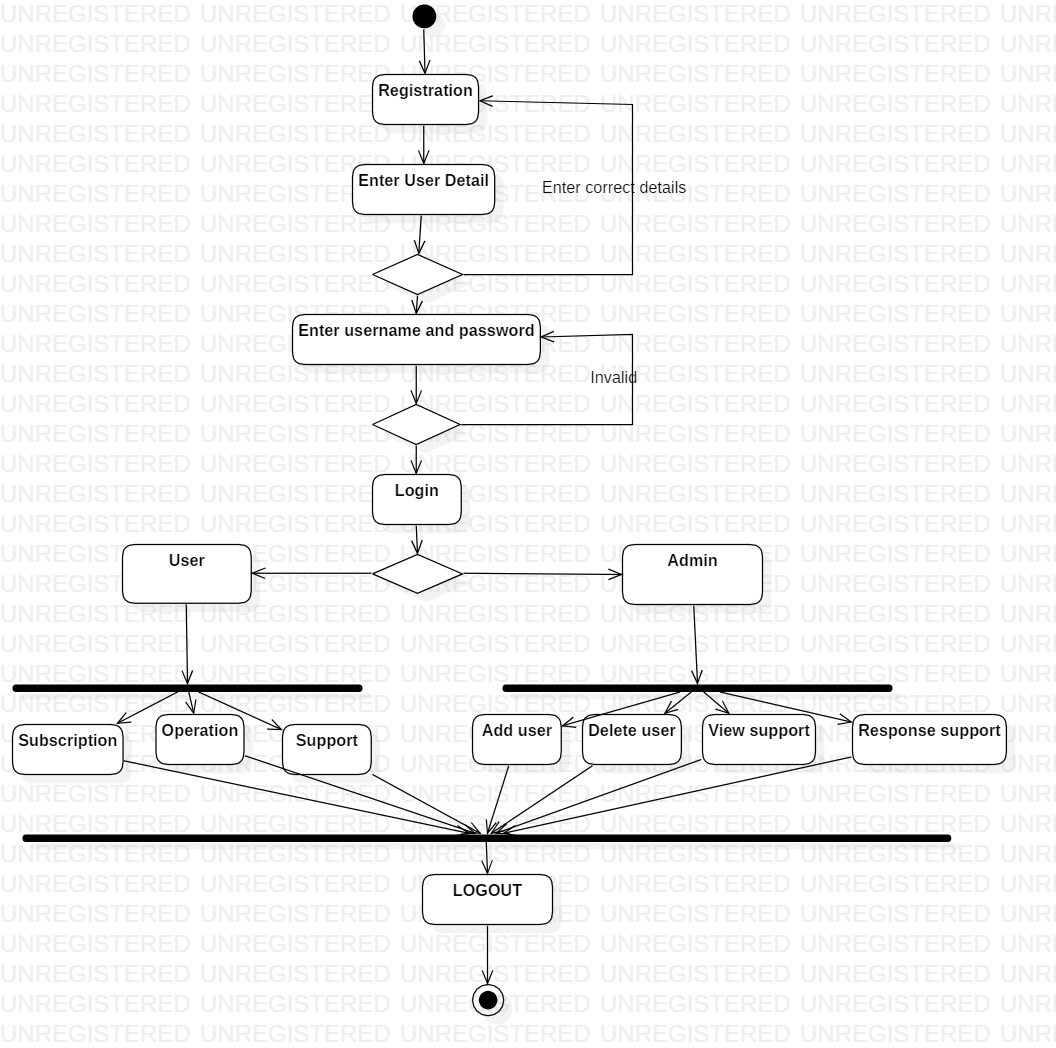 Registration
Enter User Detail
Enter correct details
Enter username and password
Invalid
Login
User
Admin
Subscription
Operation
Support
Add user
Delete user
View support
Response support
LOGOUT
UNREGISTERED